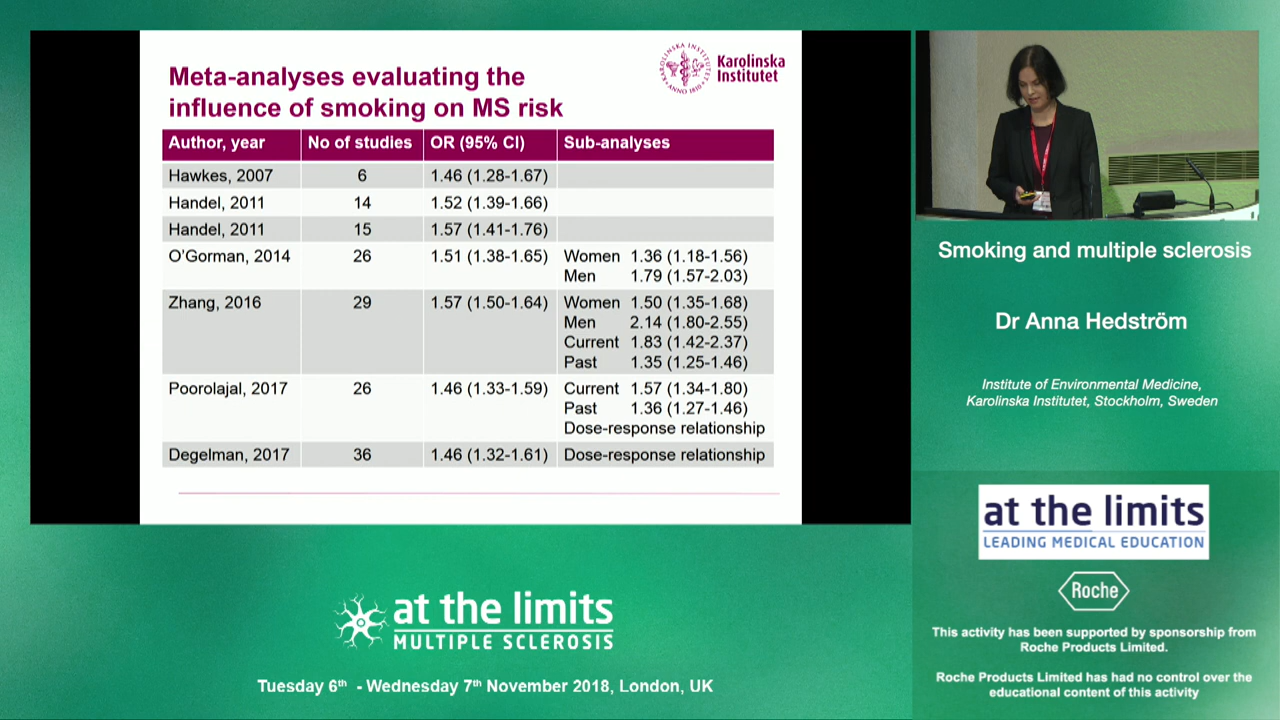 Meta-analyses evaluating the
influence of smoking on MS risk
KAROLINSKA INSTITUTET
ANNO 1810
Karolinska
Institutet
Author, year No of studies OR (95% CI) Sub-analyses
Hawkes, 2007 6 1.46 (1.28-1.67)
Handel, 2011 14 1.52 (1.39-1.66)
Handel, 2011 15 1.57 (1.41-1.76)
O'Gorman, 2014 26 1.51 (1.38-1.65) Women 1.36 (1.18-1.56)
Men 1.79 (1.57-2.03)
Zhang, 2016 29 1.57 (1.50-1.64) Women 1.50 (1.35-1.68)
Men 2.14 (1.80-2.55)
Current 1.83 (1.42-2.37)
Past 1.35 (1.25-1.46)
Poorolajal, 2017 26 1.46 (1.33-1.59) Current 1.57 (1.34-1.80)
Past 1.36 (1.27-1.46)
Dose-response relationship
Degelman, 2017 36 1.46 (1.32-1.61) Dose-response relationship
Smoking and multiple sclerosis
Dr Anna Hedström
Institute of Environmental Medicine,
Karolinska Institutet, Stockholm, Sweden
at the limits
LEADING MEDICAL EDUCATION
Roche
This activity has been supported by sponsorship from
Roche Products Limited.
Roche Products Limited has had no control over the
educational content of this activity
at the limits
MULTIPLE SCLEROSIS
Tuesday 6th - Wednesday 7th November 2018, London, UK